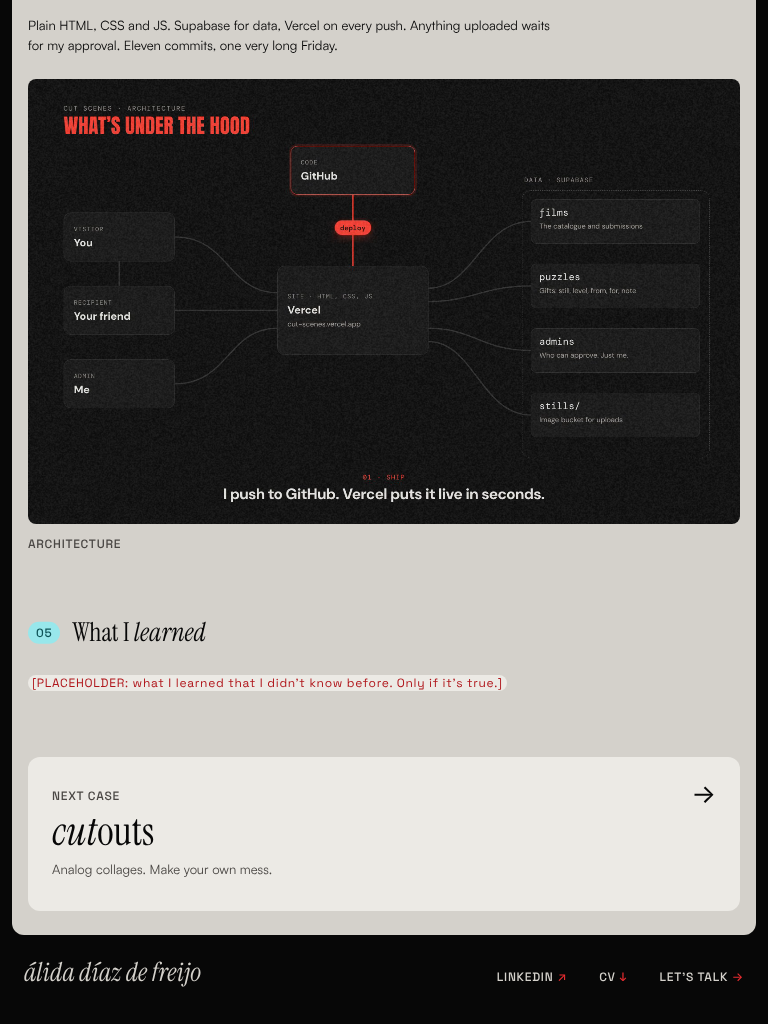 Plain HTML, CSS and JS. Supabase for data, Vercel on every push. Anything uploaded waits
for my approval. Eleven commits, one very long Friday.
CUT SCENES · ARCHITECTURE
WHAT'S UNDER THE HOOD
CODE
GitHub
deploy
VISITOR
You
RECIPIENT
Your friend
ADMIN
Me
SITE · HTML, CSS, JS
Vercel
cut-scenes.vercel.app
DATA · SUPABASE
films
The catalogue and submissions
puzzles
Gifts: still, level, from, for, note
admins
Who can approve. Just me.
stills/
Image bucket for uploads
01 · SHIP
I push to GitHub. Vercel puts it live in seconds.
ARCHITECTURE
05 What I learned
[PLACEHOLDER: what I learned that I didn't know before. Only if it's true.]
NEXT CASE →
cutouts
Analog collages. Make your own mess.
álida díaz de freijo
LINKEDIN ↗ CV ↓ LET'S TALK →